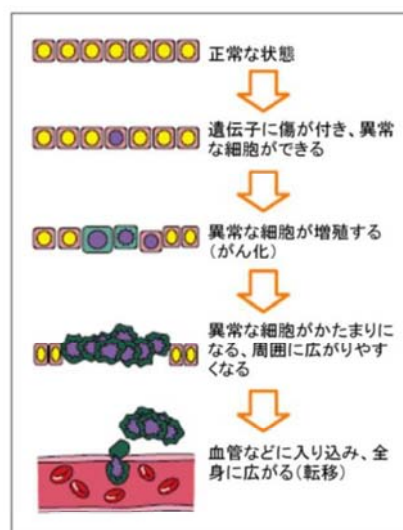 正常な状態
遺伝子に傷が付き、異常
な細胞ができる
異常な細胞が増殖する
(がん化)
異常な細胞がかたまりに
なる、周囲に広がりやす
くなる
血管などに入り込み、全
身に広がる(転移)